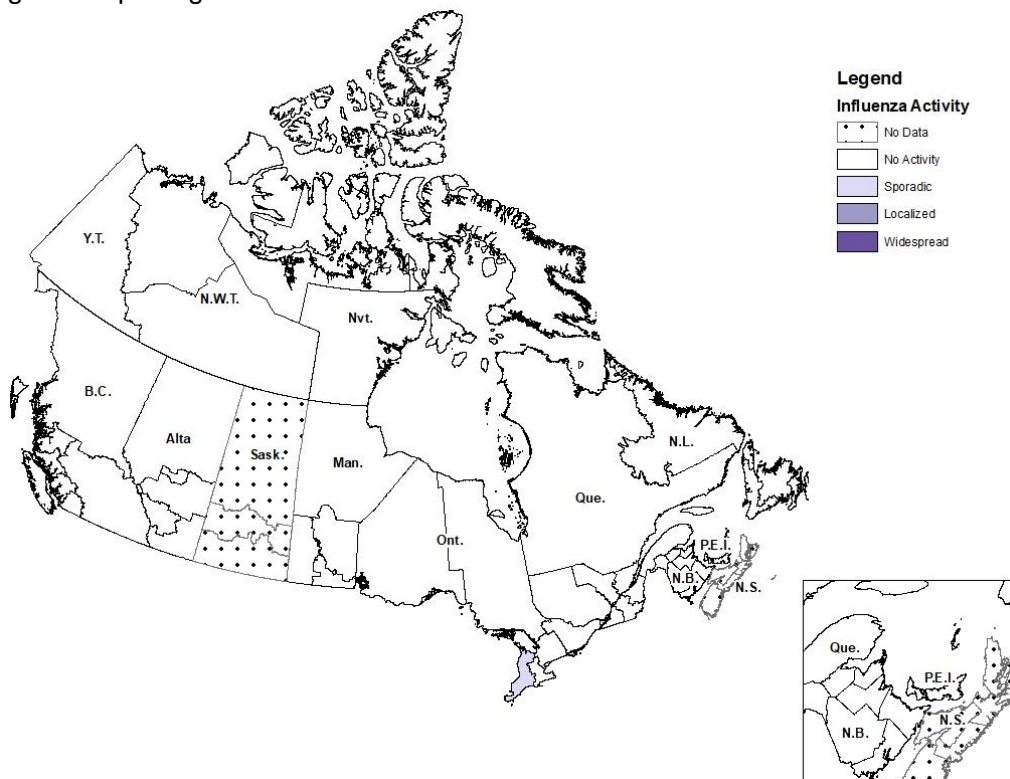 Legend
Influenza Activity
No Data
No Activity
Sporadic
Localized
Widespread
Y.T.
N.W.T.
Nvt.
B.C.
Alta
Sask.
Man.
N.L.
Que.
Ont.
P.E.I.
N.B.
N.S.
Que.
P.E.I.
N.S.
N.B.